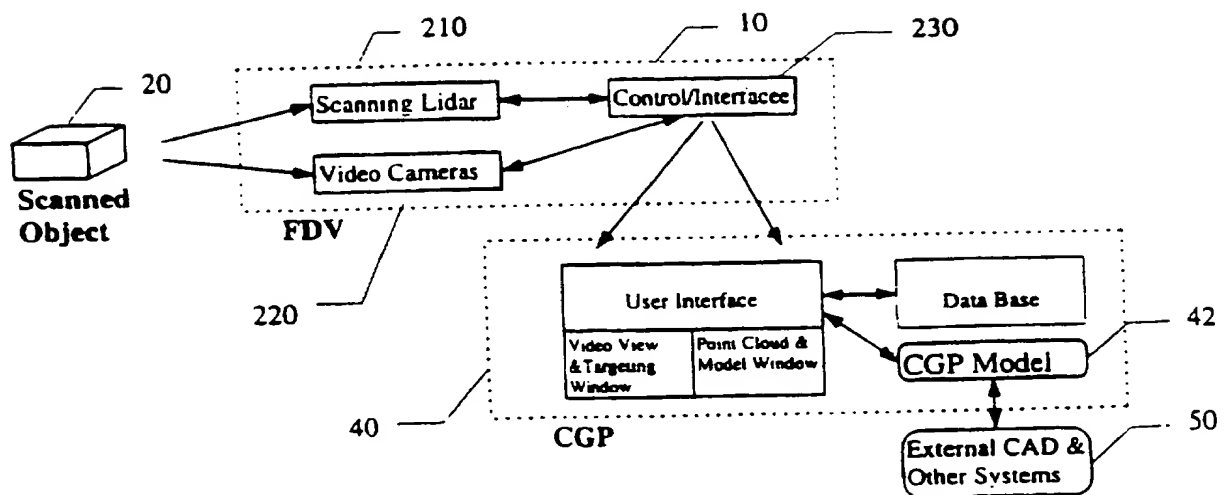 210
10
230
20
Scanning Lidar
Control/Interfacee
Video Cameras
Scanned
Object
FDV
220
User Interface
Data Base
42
Video View
& Targeung
Window
Point Cloud &
Model Window
CGP Model
40
CGP
50
External CAD &
Other Systems